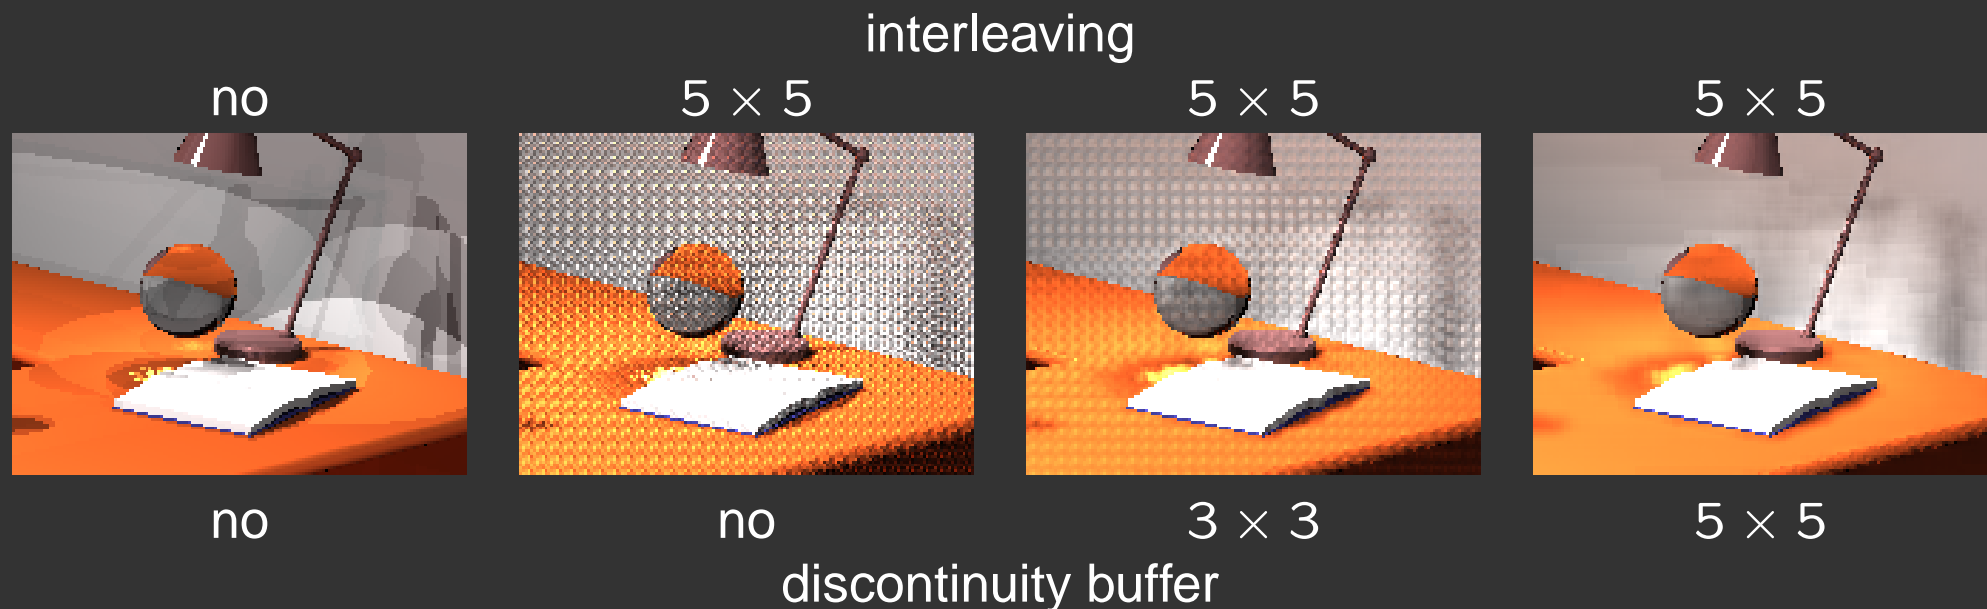 interleaving
no 5 × 5 5 × 5 5 × 5
no no 3 × 3 5 × 5
discontinuity buffer